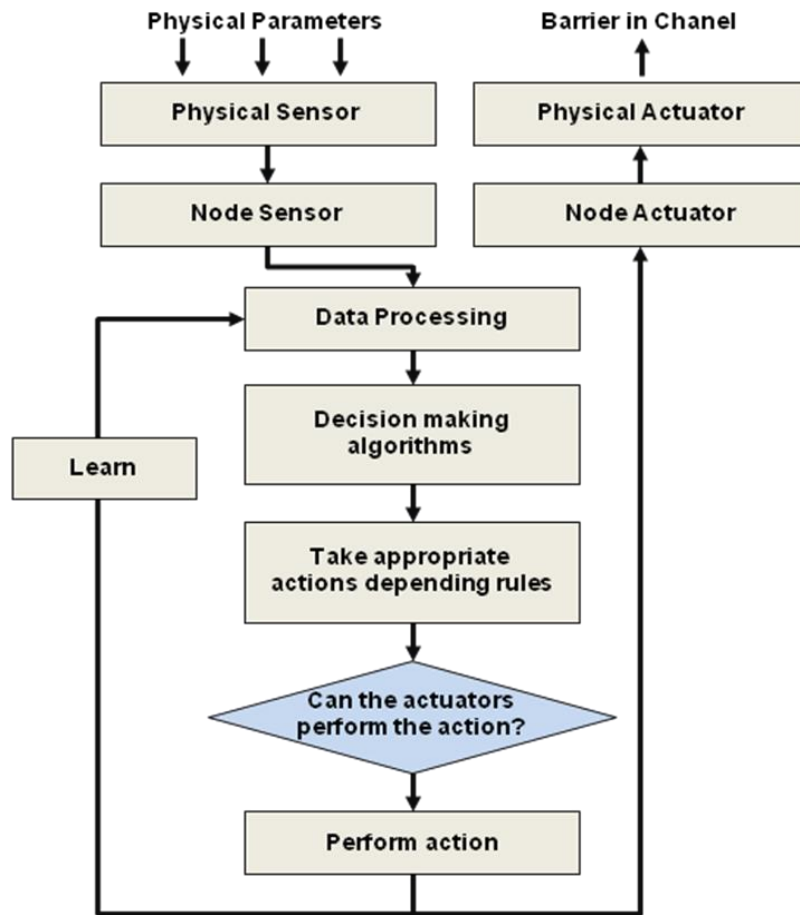 Physical Parameters
Barrier in Chanel
Physical Sensor
Physical Actuator
Node Sensor
Node Actuator
Data Processing
Decision making
algorithms
Learn
Take appropriate
actions depending rules
Can the actuators
perform the action?
Perform action